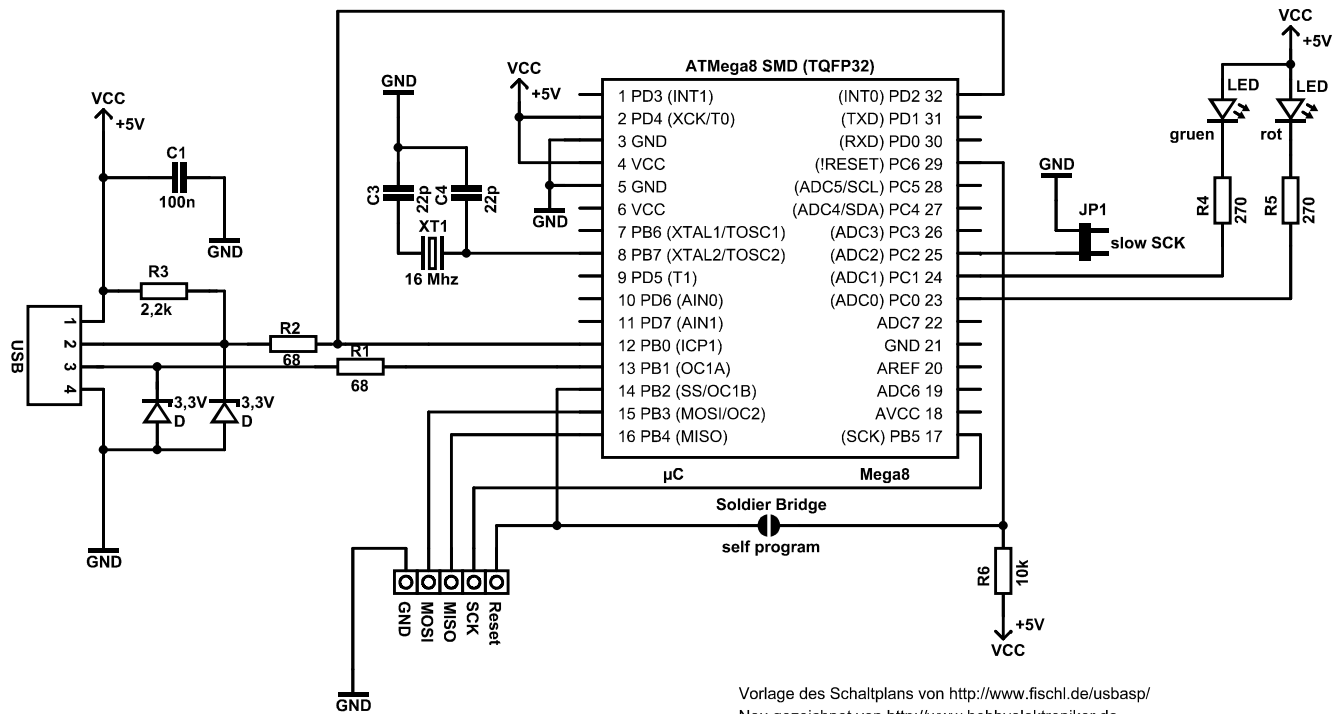 ATMega8 SMD (TQFP32)
1 PD3 (INT1)
2 PD4 (XCK/T0)
3 GND
4 VCC
5 GND
6 VCC
7 PB6 (XTAL1/TOSC1)
8 PB7 (XTAL2/TOSC2)
9 PD5 (T1)
10 PD6 (AIN0)
11 PD7 (AIN1)
12 PB0 (ICP1)
13 PB1 (OC1A)
14 PB2 (SS/OC1B)
15 PB3 (MOSI/OC2)
16 PB4 (MISO)
(INT0) PD2 32
(TXD) PD1 31
(RXD) PD0 30
(!RESET) PC6 29
(ADC5/SCL) PC5 28
(ADC4/SDA) PC4 27
(ADC3) PC3 26
(ADC2) PC2 25
(ADC1) PC1 24
(ADC0) PC0 23
ADC7 22
GND 21
AREF 20
ADC6 19
AVCC 18
(SCK) PB5 17
µC
Mega8
VCC
+5V
C1
100n
GND
R3
2,2k
USB
1
2
3
4
R2
68
R1
68
3,3V
D
3,3V
D
GND
GND
C3
22p
C4
22p
XT1
16 Mhz
VCC
+5V
GND
VCC
+5V
LED
gruen
LED
rot
R4
270
R5
270
GND
JP1
slow SCK
Soldier Bridge
self program
R6
10k
+5V
VCC
GND
MOSI
MISO
SCK
Reset
GND
Vorlage des Schaltplans von http://www.fischl.de/usbasp/